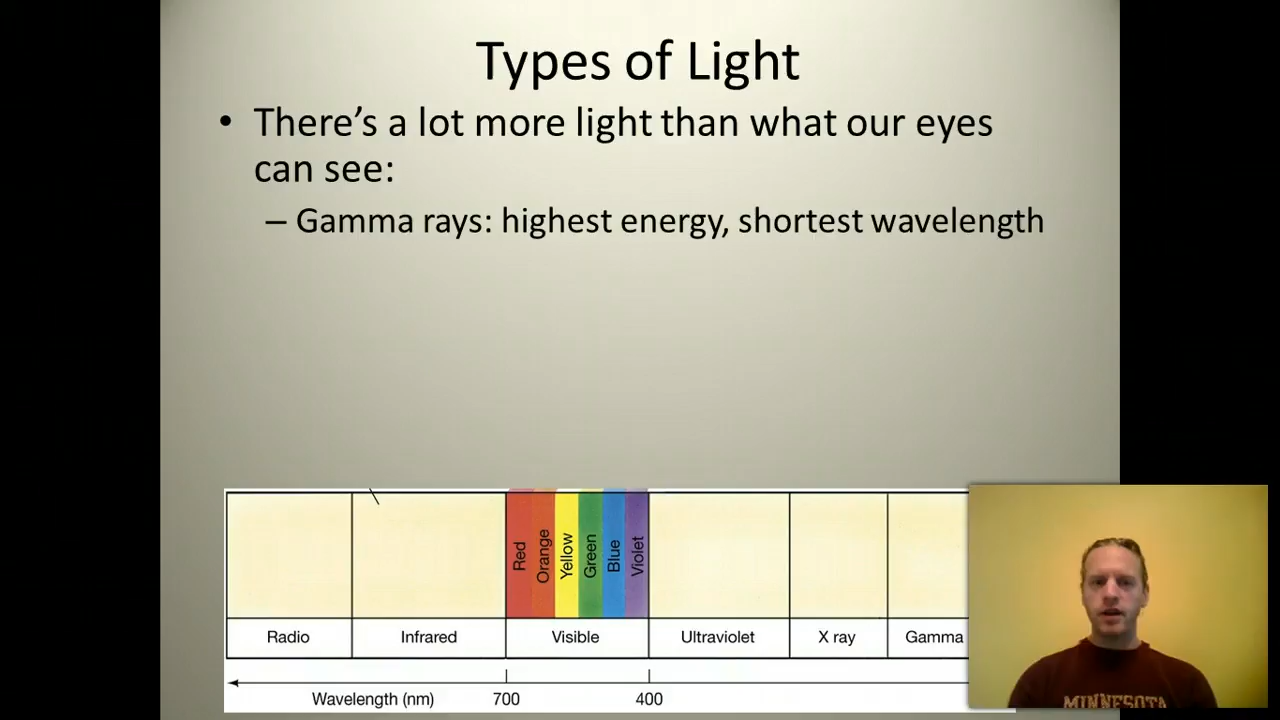 Types of Light
• There’s a lot more light than what our eyes
can see:
– Gamma rays: highest energy, shortest wavelength
Red
Orange
Yellow
Green
Blue
Violet
Radio Infrared Visible Ultraviolet X ray Gamma
Wavelength (nm) 700 400
MINNESOTA